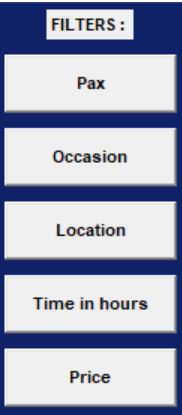 FILTERS :
Pax
Occasion
Location
Time in hours
Price